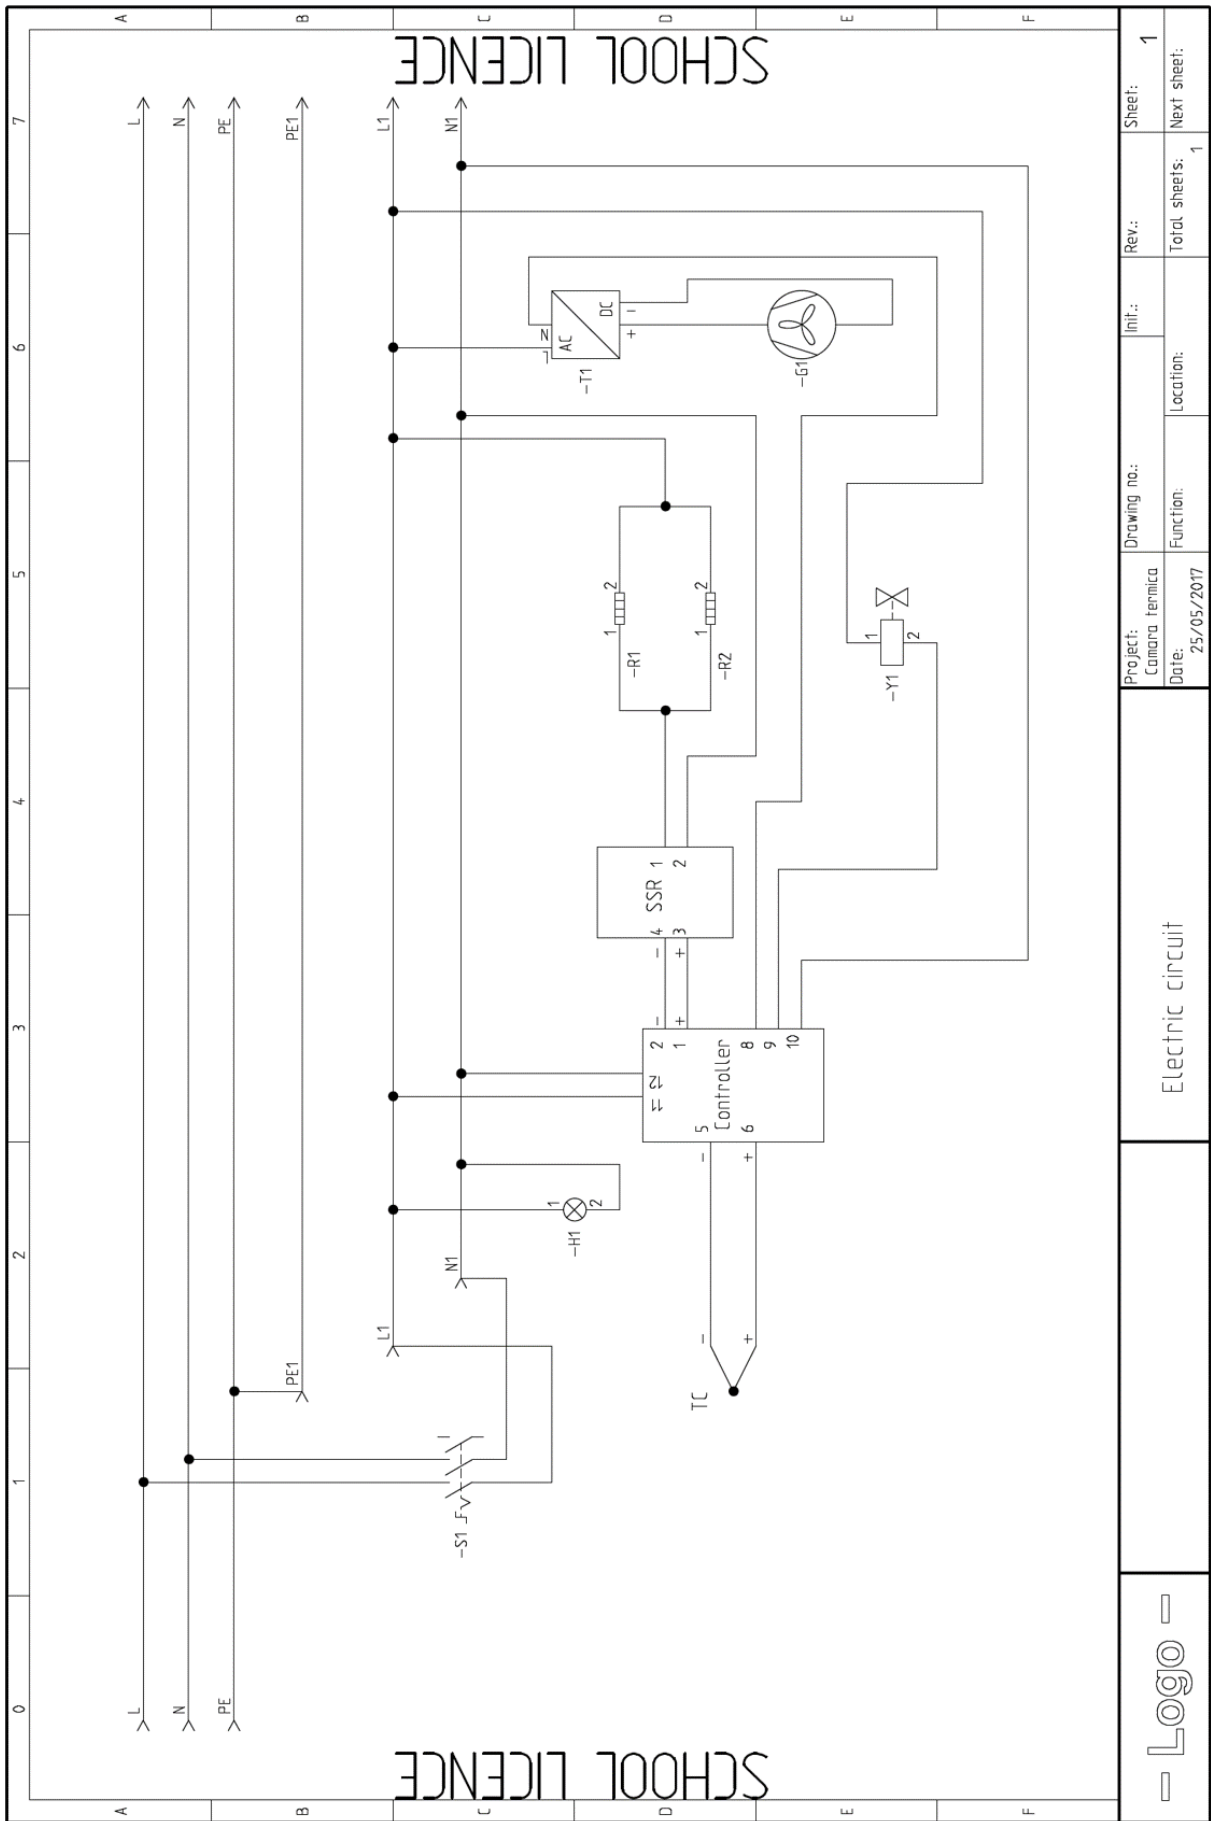 0 1 2 3 4 5 6 7
A
A
B
B
C
C
D
D
E
E
F
F
SCHOOL LICENCE
SCHOOL LICENCE
L
L
N
N
PE
PE
PE1
PE1
L1
L1
N1
N1
-S1
-H1
1
2
TC
-
+
-
+
5
6
Controller
11
12
2
1
8
9
10
-
+
-
+
4
3
SSR
1
2
-R1
1
2
-R2
1
2
-Y1
1
2
-T1
L
N
AC
DC
+
-
-G1
- Logo -
Electric circuit
Project:
Camara termica
Date:
25/05/2017
Drawing no.:
Function:
Location:
Init.:
Rev.:
Total sheets:
1
Sheet:
1
Next sheet: